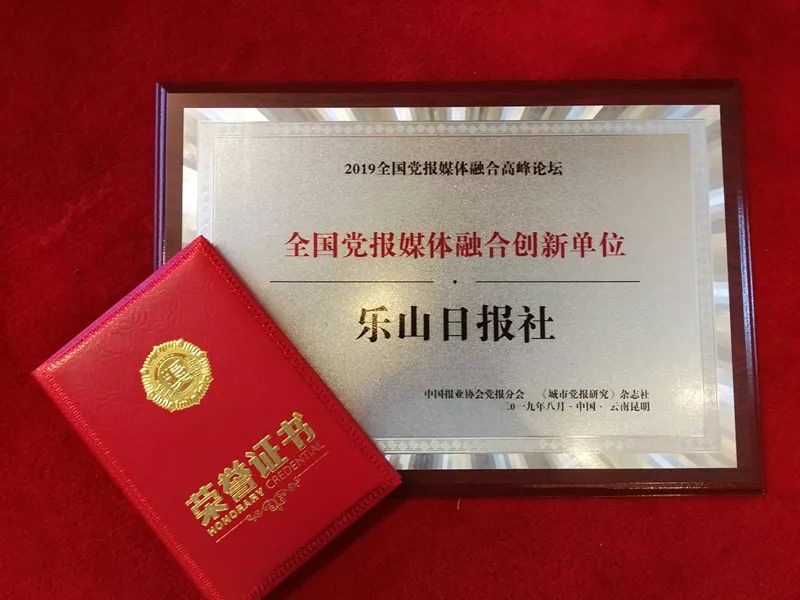 2019全国党报媒体融合高峰论坛
全国党报媒体融合创新单位
乐山日报社
中国报业协会党报分会 《城市党报研究》杂志社
二〇一九年八月·中国·云南昆明
荣誉证书
HONORARY CREDENTIAL